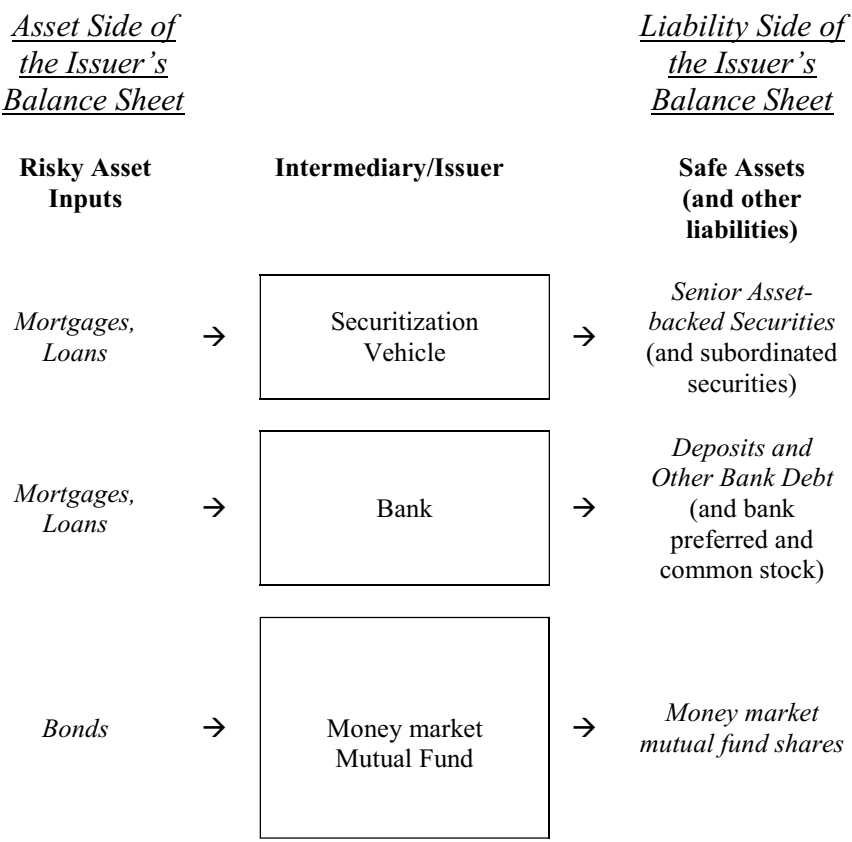 Asset Side of
the Issuer’s
Balance Sheet
Liability Side of
the Issuer’s
Balance Sheet
Risky Asset
Inputs
Intermediary/Issuer
Safe Assets
(and other
liabilities)
Mortgages,
Loans
→
Securitization
Vehicle
→
Senior Asset-
backed Securities
(and subordinated
securities)
Mortgages,
Loans
→
Bank
→
Deposits and
Other Bank Debt
(and bank
preferred and
common stock)
Bonds
→
Money market
Mutual Fund
→
Money market
mutual fund shares